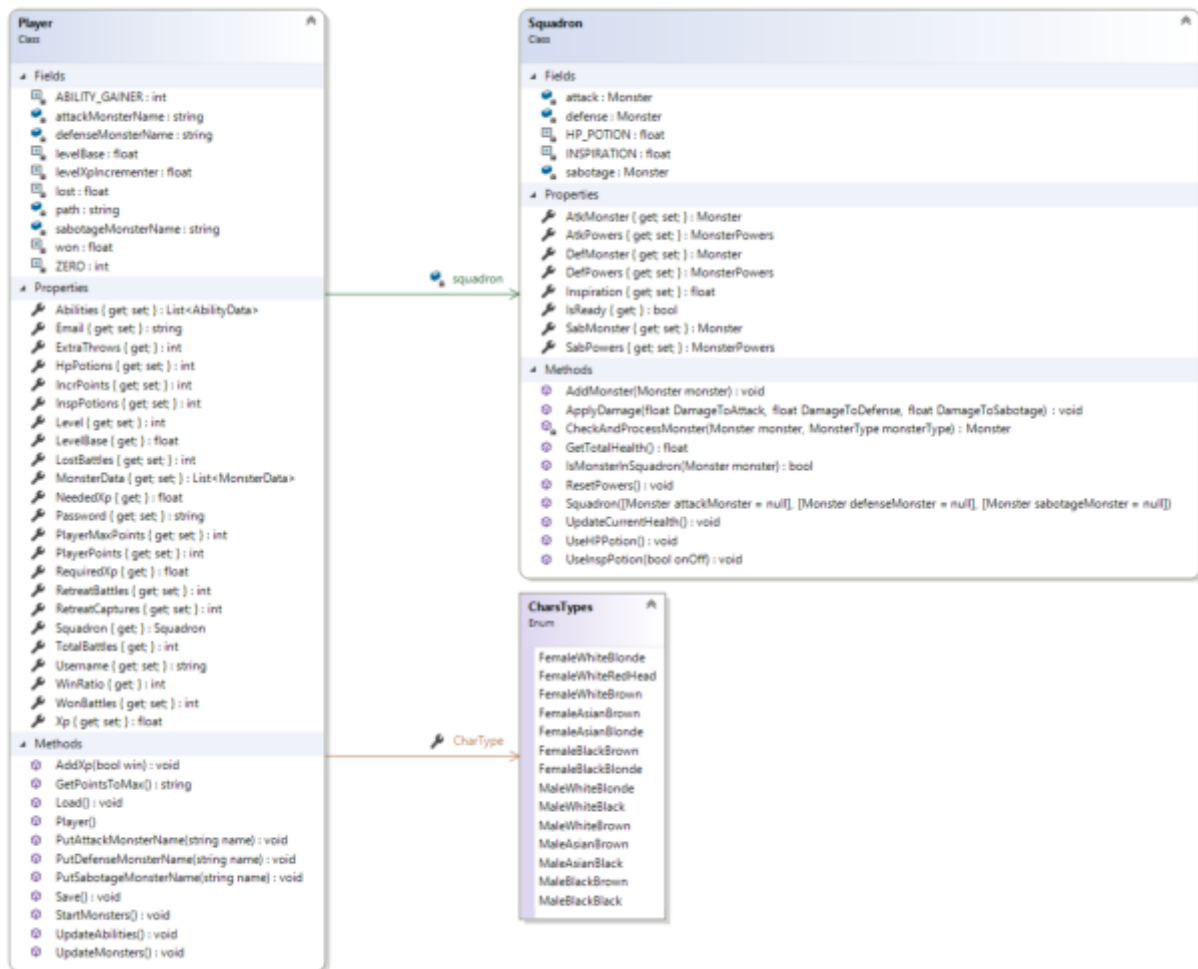 Player
Class
Fields
ABILITY_GAINER : int
attackMonsterName : string
defenseMonsterName : string
levelBase : float
levelXpIncrementer : float
lost : float
path : string
sabotageMonsterName : string
won : float
ZERO : int
Properties
Abilities { get; set; } : List<AbilityData>
Email { get; set; } : string
ExtraThrows { get; } : int
HpPotions { get; set; } : int
IncrPoints { get; set; } : int
InspPotions { get; set; } : int
Level { get; set; } : int
LevelBase { get; } : float
LostBattles { get; set; } : int
MonsterData { get; set; } : List<MonsterData>
NeededXp { get; } : float
Password { get; set; } : string
PlayerMaxPoints { get; set; } : int
PlayerPoints { get; set; } : int
RequiredXp { get; } : float
RetreatBattles { get; set; } : int
RetreatCaptures { get; set; } : int
Squadron { get; } : Squadron
TotalBattles { get; } : int
Username { get; set; } : string
WinRatio { get; } : int
WonBattles { get; set; } : int
Xp { get; set; } : float
Methods
AddXp(bool win) : void
GetPointsToMax() : string
Load() : void
Player()
PutAttackMonsterName(string name) : void
PutDefenseMonsterName(string name) : void
PutSabotageMonsterName(string name) : void
Save() : void
StartMonsters() : void
UpdateAbilities() : void
UpdateMonsters() : void
squadron
CharType
Squadron
Class
Fields
attack : Monster
defense : Monster
HP_POTION : float
INSPIRATION : float
sabotage : Monster
Properties
AtkMonster { get; set; } : Monster
AtkPowers { get; set; } : MonsterPowers
DefMonster { get; set; } : Monster
DefPowers { get; set; } : MonsterPowers
Inspiration { get; set; } : float
IsReady { get; } : bool
SabMonster { get; set; } : Monster
SabPowers { get; set; } : MonsterPowers
Methods
AddMonster(Monster monster) : void
ApplyDamage(float DamageToAttack, float DamageToDefense, float DamageToSabotage) : void
CheckAndProcessMonster(Monster monster, MonsterType monsterType) : Monster
GetTotalHealth() : float
IsMonsterInSquadron(Monster monster) : bool
ResetPowers() : void
Squadron([Monster attackMonster = null], [Monster defenseMonster = null], [Monster sabotageMonster = null])
UpdateCurrentHealth() : void
UseHPPotion() : void
UseInspPotion(bool onOff) : void
CharsTypes
Enum
FemaleWhiteBlonde
FemaleWhiteRedHead
FemaleWhiteBrown
FemaleAsianBrown
FemaleAsianBlonde
FemaleBlackBrown
FemaleBlackBlonde
MaleWhiteBlonde
MaleWhiteBlack
MaleWhiteBrown
MaleAsianBrown
MaleAsianBlack
MaleBlackBrown
MaleBlackBlack